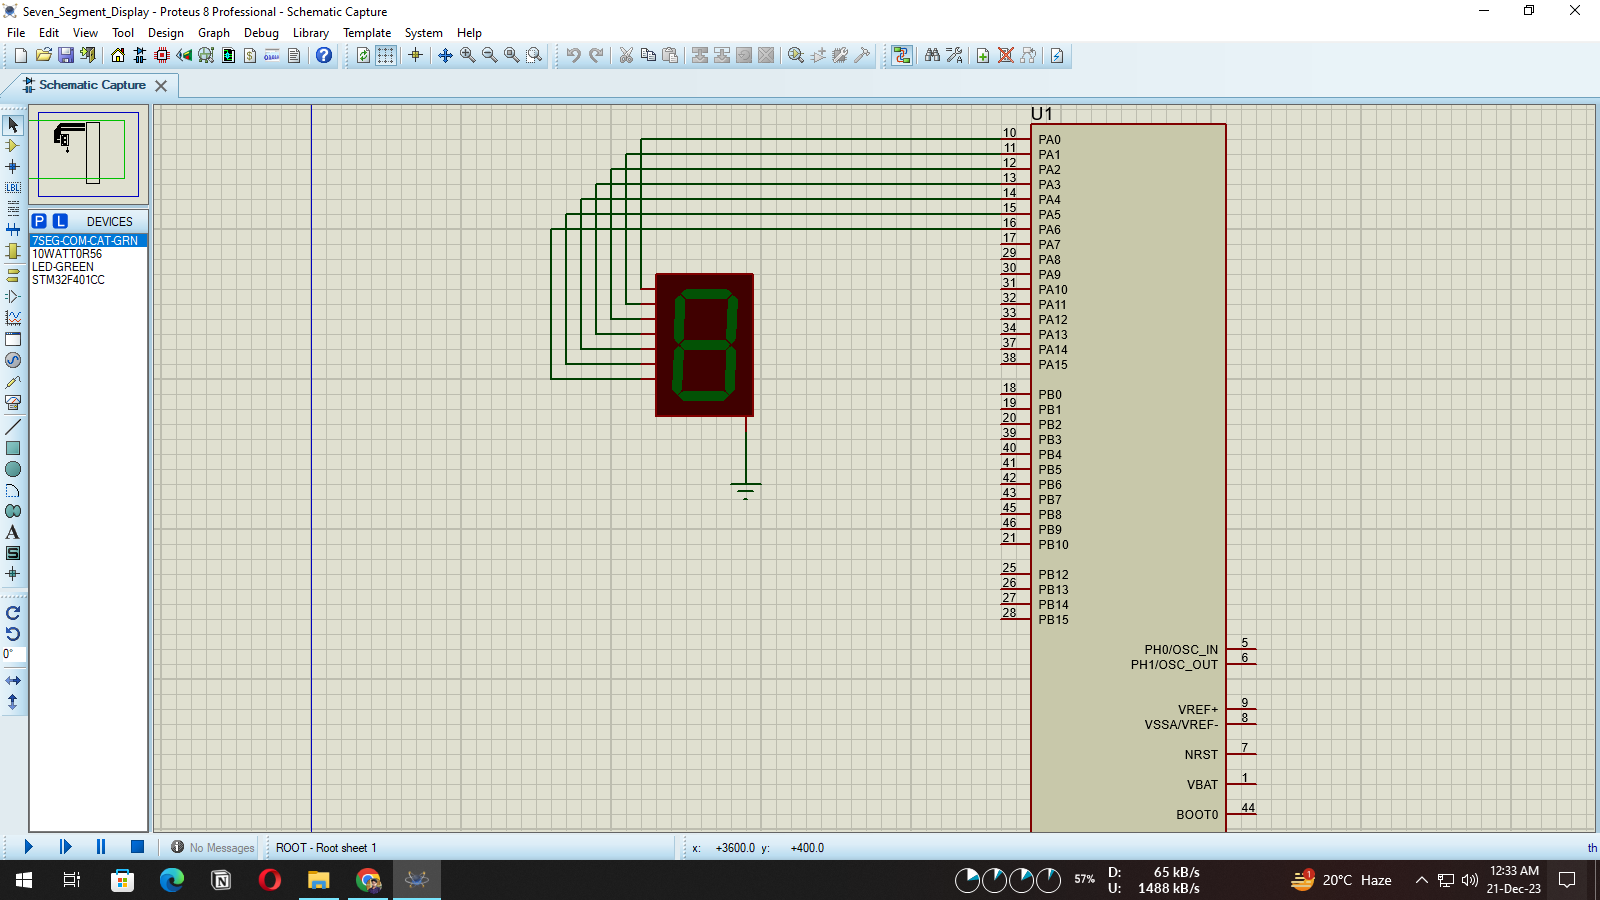 Seven_Segment_Display - Proteus 8 Professional - Schematic Capture
File Edit View Tool Design Graph Debug Library Template System Help
Schematic Capture
LBL
P L DEVICES
7SEG-COM-CAT-GRN
10WATT0R56
LED-GREEN
STM32F401CC
A
S
0°
U1
10 PA0
11 PA1
12 PA2
13 PA3
14 PA4
15 PA5
16 PA6
17 PA7
29 PA8
30 PA9
31 PA10
32 PA11
33 PA12
34 PA13
37 PA14
38 PA15
18 PB0
19 PB1
20 PB2
39 PB3
40 PB4
41 PB5
42 PB6
43 PB7
45 PB8
46 PB9
21 PB10
25 PB12
26 PB13
27 PB14
28 PB15
PH0/OSC_IN 5
PH1/OSC_OUT 6
VREF+ 9
VSSA/VREF- 8
NRST 7
VBAT 1
BOOT0 44
No Messages ROOT - Root sheet 1 x: +3600.0 y: +400.0 th
57% D: 65 kB/s
U: 1488 kB/s
1 20°C Haze
12:33 AM
21-Dec-23